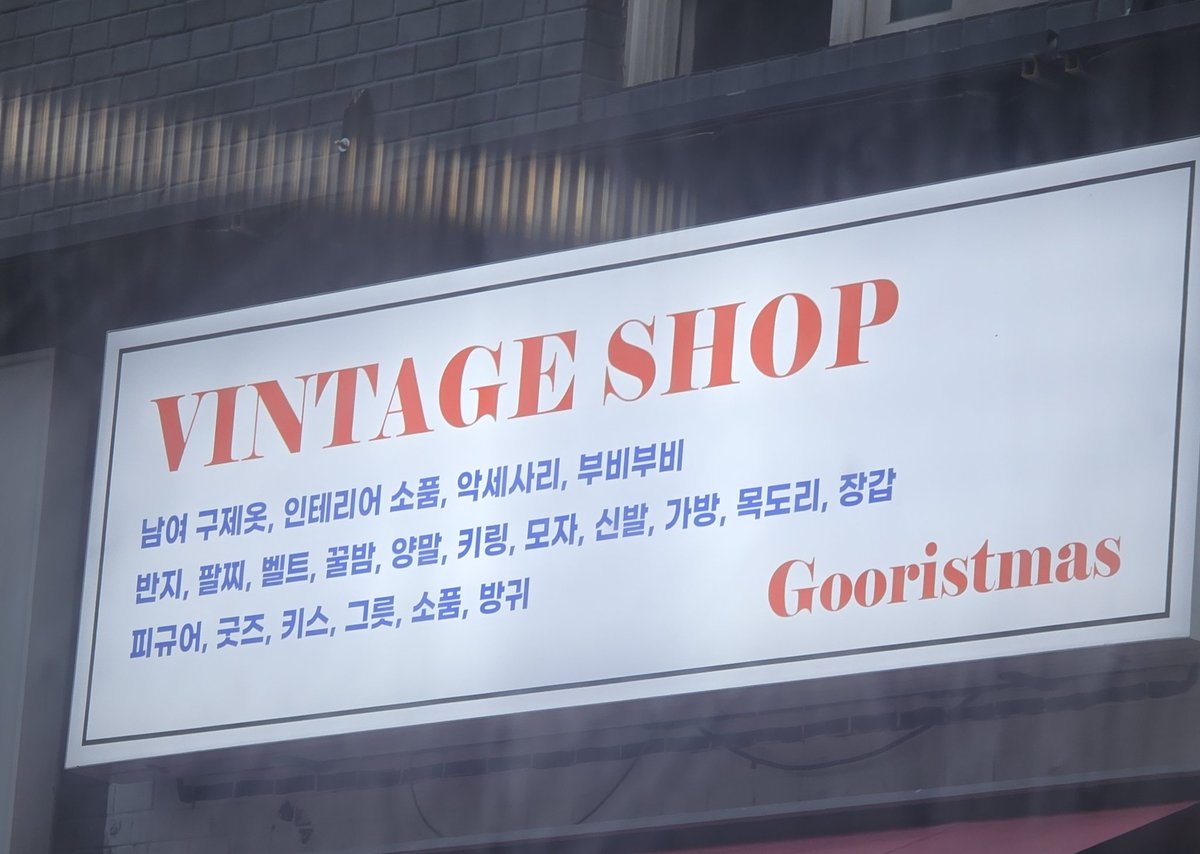 VINTAGE SHOP
남여 구제옷, 인테리어 소품, 악세사리, 부비부비
반지, 팔찌, 벨트, 꿀밤, 양말, 키링, 모자, 신발, 가방, 목도리, 장갑
피규어, 굿즈, 키스, 그릇, 소품, 방귀
Gooristmas